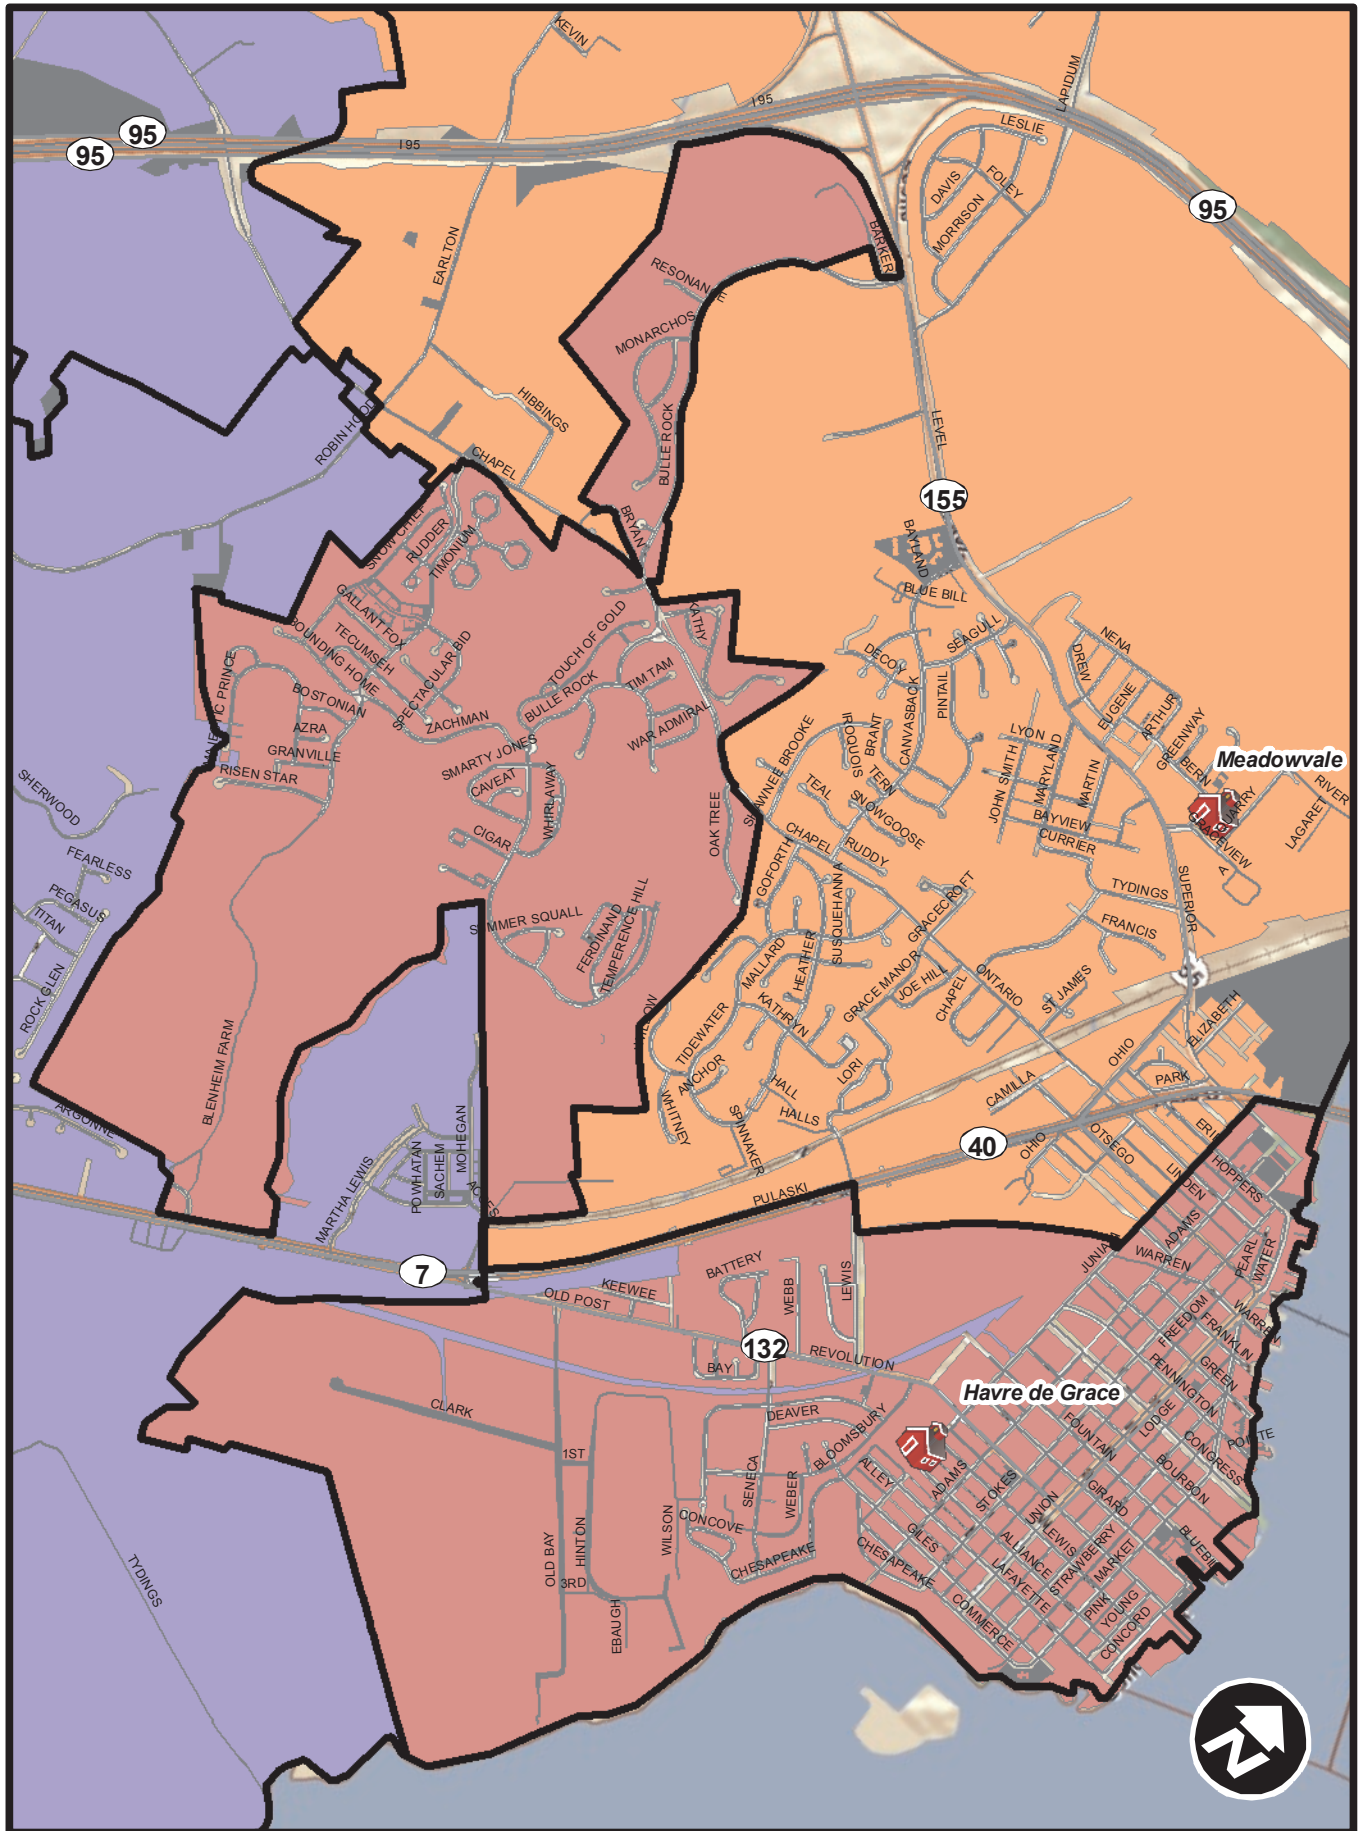 KEVIN
LAPIDUM
I 95
95
95
I 95
LESLIE
DAVIS
FOLEY
MORRISON
95
BARKER
EARLTON
MONARCHOS
HIBBINGS
BULLE ROCK
LEVEL
ROBIN HOOD
CHAPEL
155
BRYAN
SNOW CHIEF
RUDDER
TIMONIUM
BAYLAND
BLUE BILL
GALLANT FOX
TOUCH OF GOLD
KATHY
SEAGULL
NENA
BOUNDING HOME
TECUMSEH
SPECTACULAR BID
DECOY
DREW
TIM TAM
CANVASBACK
PINTAIL
EUGENE
ARTHUR
BOSTONIAN
BULLE ROCK
WAR ADMIRAL
GREENWAY
ZACHMAN
IROQUOIS
BRANT
LYON
AZRA
SMARTY JONES
BERN
Meadowvale
GRANVILLE
SHAWNEE BROOKE
TERN
JOHN SMITH
MARYLAND
MARTIN
RISEN STAR
CAVEAT
WHIRLAWAY
TEAL
SNOWGOOSE
RIVER
SHERWOOD
CIGAR
OAK TREE
CHAPEL
RUDDY
BAYVIEW
CURRIER
GRACEVIEW
LAGARET
FEARLESS
GOFORTH
SUSQUEHANNA
GRACECROFT
TYDINGS
SUPERIOR
PEGASUS
TITAN
SUMMER SQUALL
FERDINAND
TEMPERENCE HILL
FRANCIS
MALLARD
HEATHER
GRACE MANOR
JOE HILL
ONTARIO
ROCK GLEN
KATHRYN
CHAPEL
ST JAMES
TIDEWATER
ELIZABETH
BLENHEIM FARM
ANCHOR
LORI
OHIO
HALL
CAMILLA
PARK
ARGONNE
WHITNEY
HALLS
SPINNAKER
MOHEGAN
SACHEM
POWHATAN
MARTHA LEWIS
40
OHIO
OTSEGO
LINDEN
HOPPERS
PULASKI
ADAMS
WARREN
PEARL
WATER
7
BATTERY
WEBB
LEWIS
KEEWEE
OLD POST
FREEDOM
FRANKLIN
WARREN
132
REVOLUTION
BAY
GREEN
PENNINGTON
Havre de Grace
CLARK
DEAVER
BLOOMSBURY
FOUNTAIN
LODGE
CONGRESS
1ST
ALLEY
ADAMS
STOKES
BOURBON
SENECA
WEBER
GIRARD
UNION
CONCOVE
WILSON
HINTON
OLD BAY
GILES
ALLIANCE
LEWIS
STRAWBERRY
MARKET
CHESAPEAKE
CHESAPEAKE
LAFAYETTE
3RD
EBAUGH
COMMERCE
PINK
YOUNG
CONCORD
TYDINGS
N